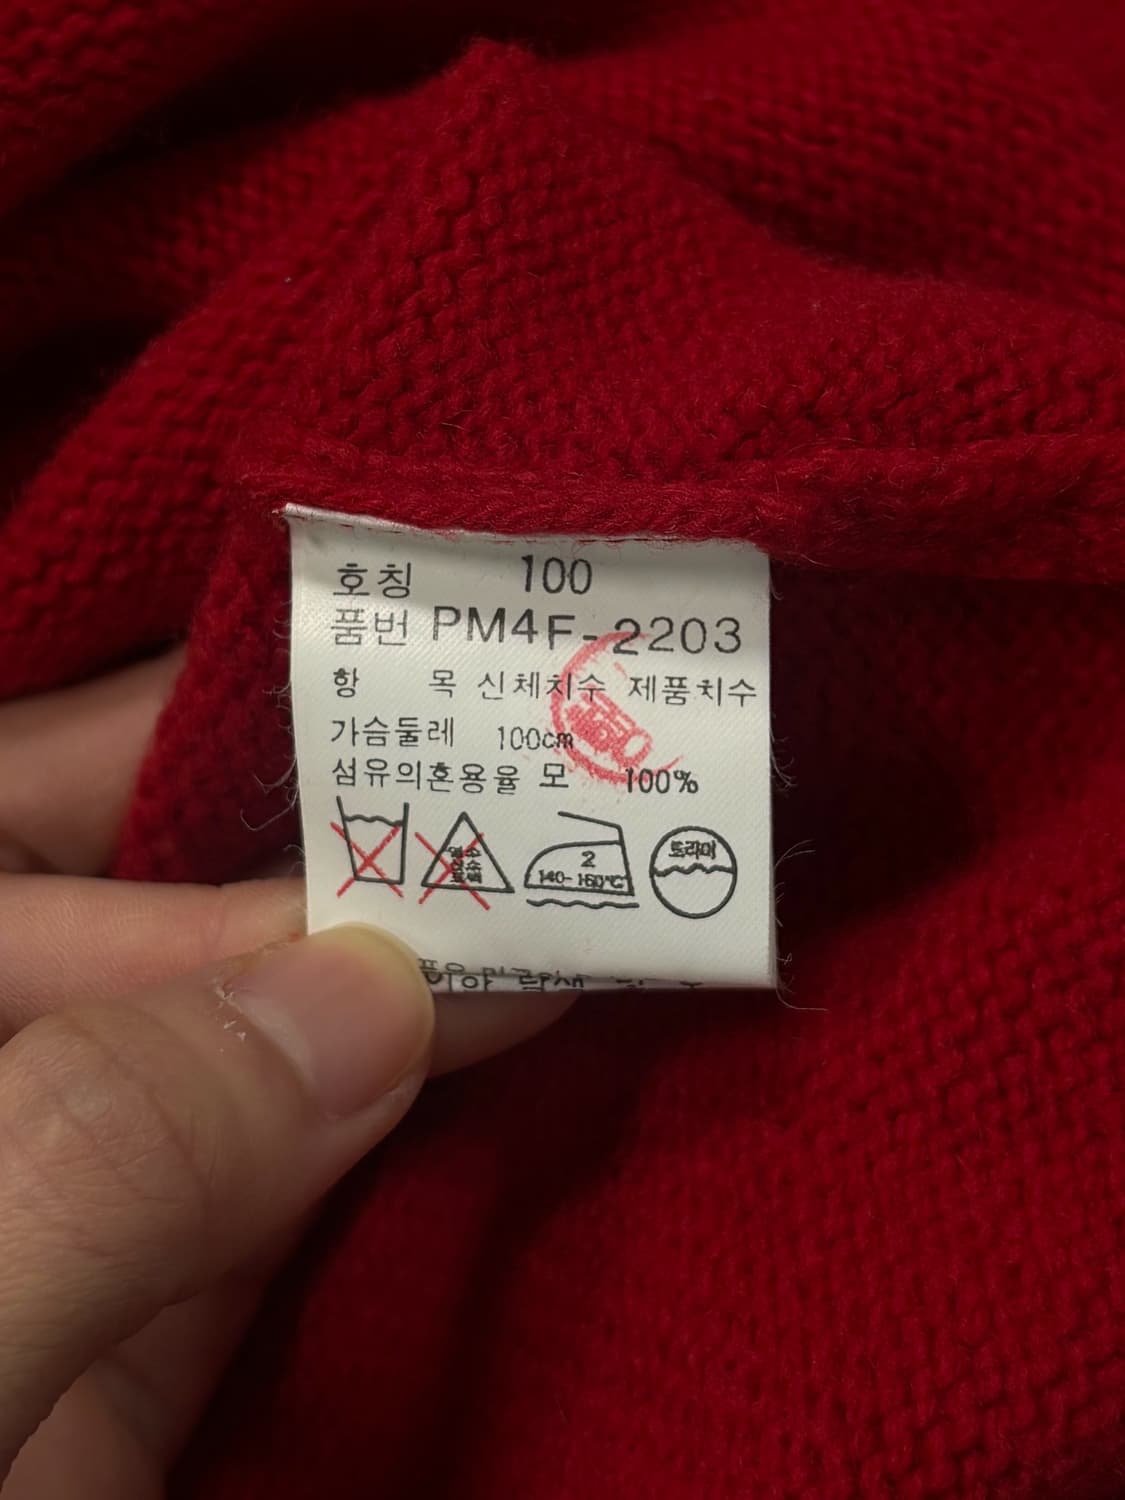 호칭 100
품번 PM4F-2203
항 목 신체치수 제품치수
가슴둘레 100cm
섬유의혼용율 모 100%
2
140-160℃
드라이